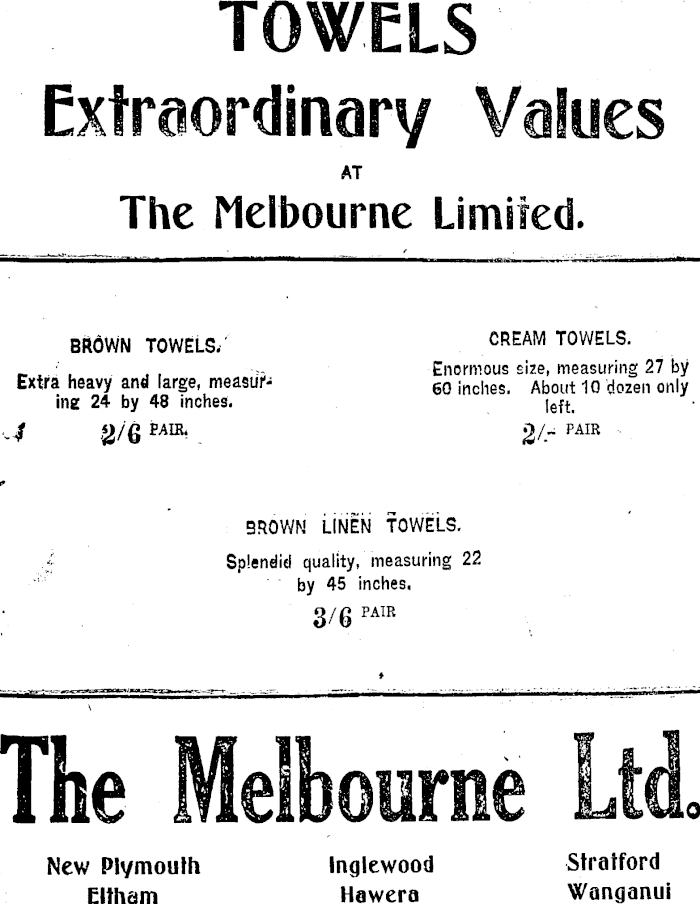 TOWELS
Extraordinary Values
AT
The Melbourne Limited.
BROWN TOWELS.
Extra heavy and large, measur-
ing 24 by 48 inches.
2/6 PAIR.
CREAM TOWELS.
Enormous size, measuring 27 by
60 inches. About 10 dozen only
left.
2/- PAIR
BROWN LINEN TOWELS.
Splendid quality, measuring 22
by 45 inches.
3/6 PAIR
The Melbourne Ltd.
New Plymouth Inglewood Stratford
Eltham Hawera Wanganui